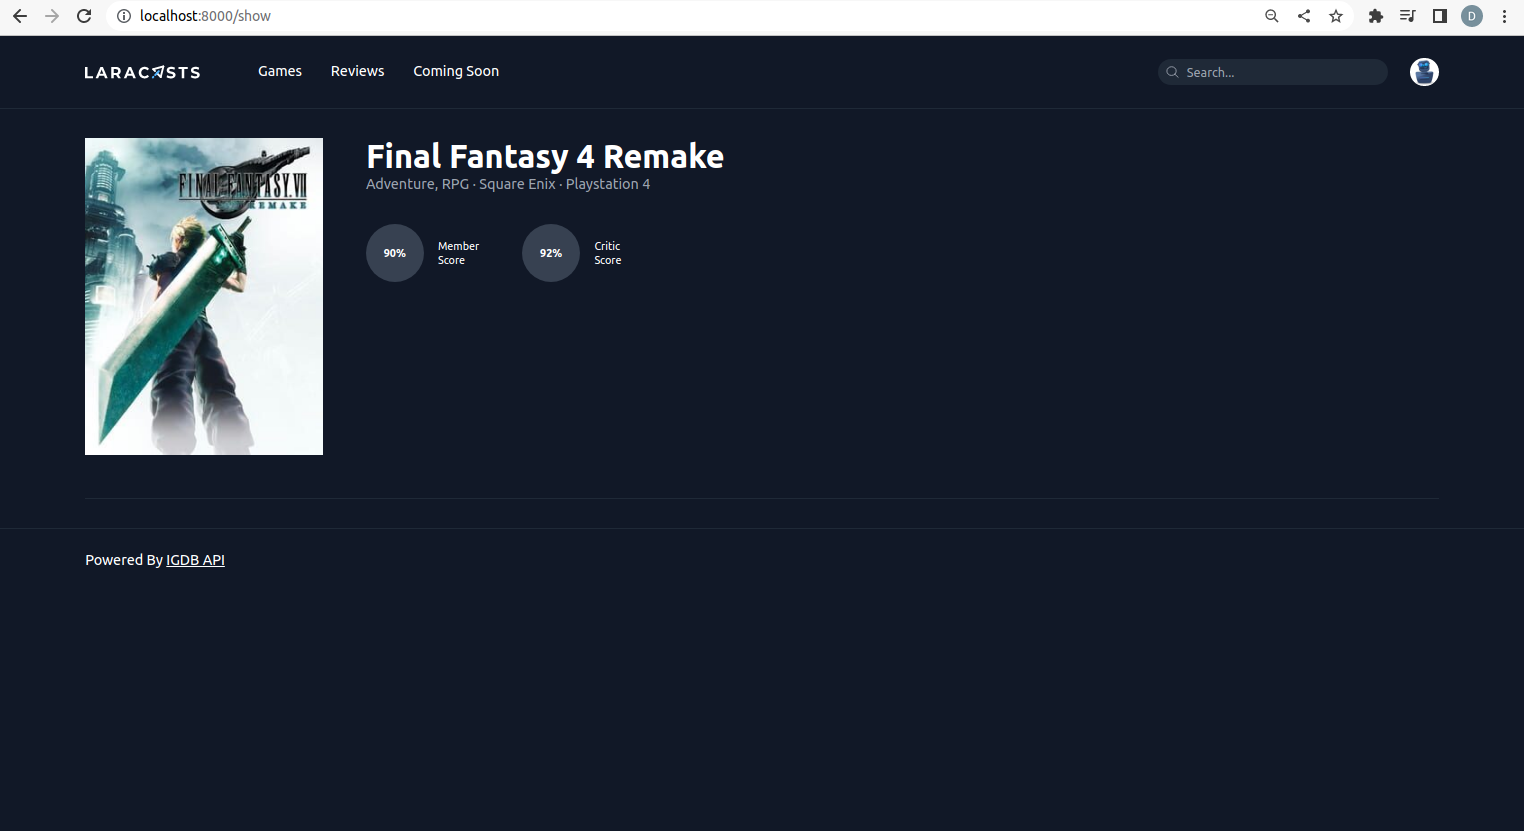 localhost:8000/show
LARACASTS
Games
Reviews
Coming Soon
Search...
D
FINAL FANTASY VII
REMAKE
Final Fantasy 4 Remake
Adventure, RPG · Square Enix · Playstation 4
90%
Member
Score
92%
Critic
Score
Powered By IGDB API